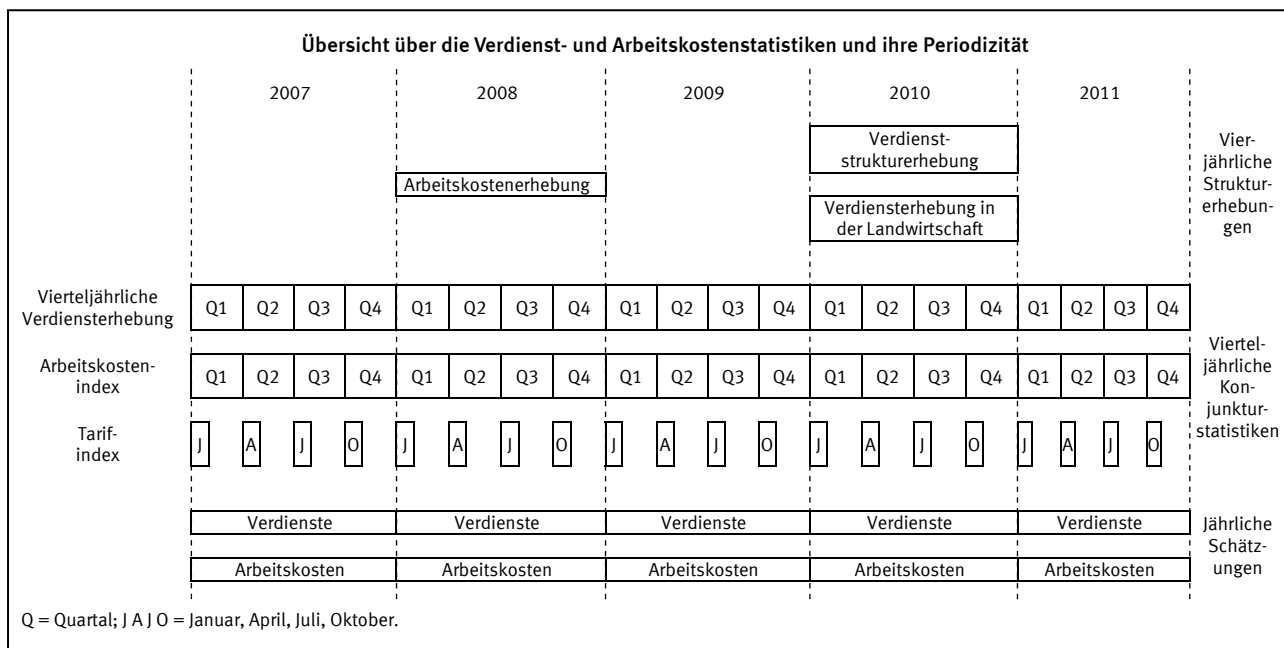 Übersicht über die Verdienst- und Arbeitskostenstatistiken und ihre Periodizität
2007 2008 2009 2010 2011
Verdienst-
strukturerhebung
Arbeitskostenerhebung
Verdiensterhebung in
der Landwirtschaft
Vier-
jährliche
Struktur-
erhebun-
gen
Vierteljährliche
Verdiensterhebung
Q1 Q2 Q3 Q4 Q1 Q2 Q3 Q4 Q1 Q2 Q3 Q4 Q1 Q2 Q3 Q4 Q1 Q2 Q3 Q4
Arbeitskosten-
index
Q1 Q2 Q3 Q4 Q1 Q2 Q3 Q4 Q1 Q2 Q3 Q4 Q1 Q2 Q3 Q4 Q1 Q2 Q3 Q4
Tarif-
index
J A J O J A J O J A J O J A J O J A J O
Viertel-
jährliche
Kon-
junktur-
statistiken
Verdienste Verdienste Verdienste Verdienste Verdienste
Arbeitskosten Arbeitskosten Arbeitskosten Arbeitskosten Arbeitskosten
Jährliche
Schätz-
ungen
Q = Quartal; J A J O = Januar, April, Juli, Oktober.